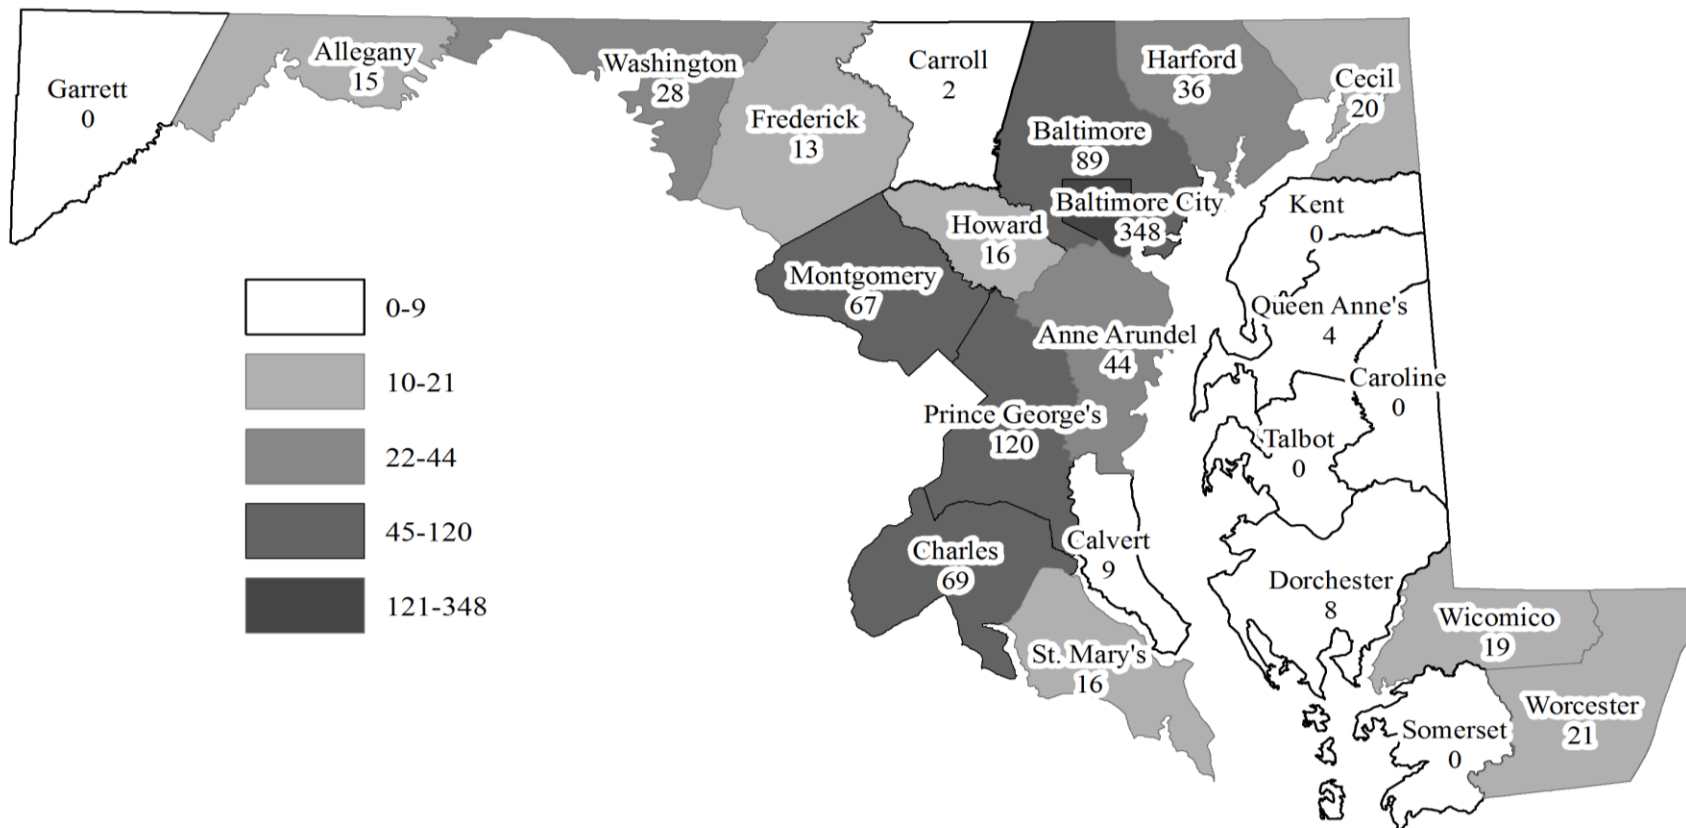 Garrett
0
Allegany
15
Washington
28
Frederick
13
Carroll
2
Baltimore
89
Harford
36
Cecil
20
Baltimore City
348
Howard
16
Montgomery
67
Kent
0
Queen Anne's
4
Anne Arundel
44
Caroline
0
Prince George's
120
Talbot
0
Charles
69
Calvert
9
Dorchester
8
St. Mary's
16
Wicomico
19
Worcester
21
Somerset
0
0-9
10-21
22-44
45-120
121-348